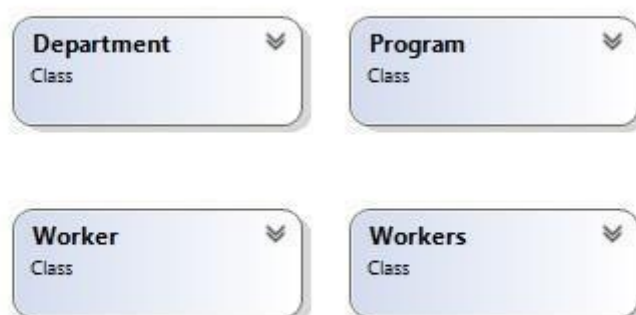 Department
Class
Program
Class
Worker
Class
Workers
Class